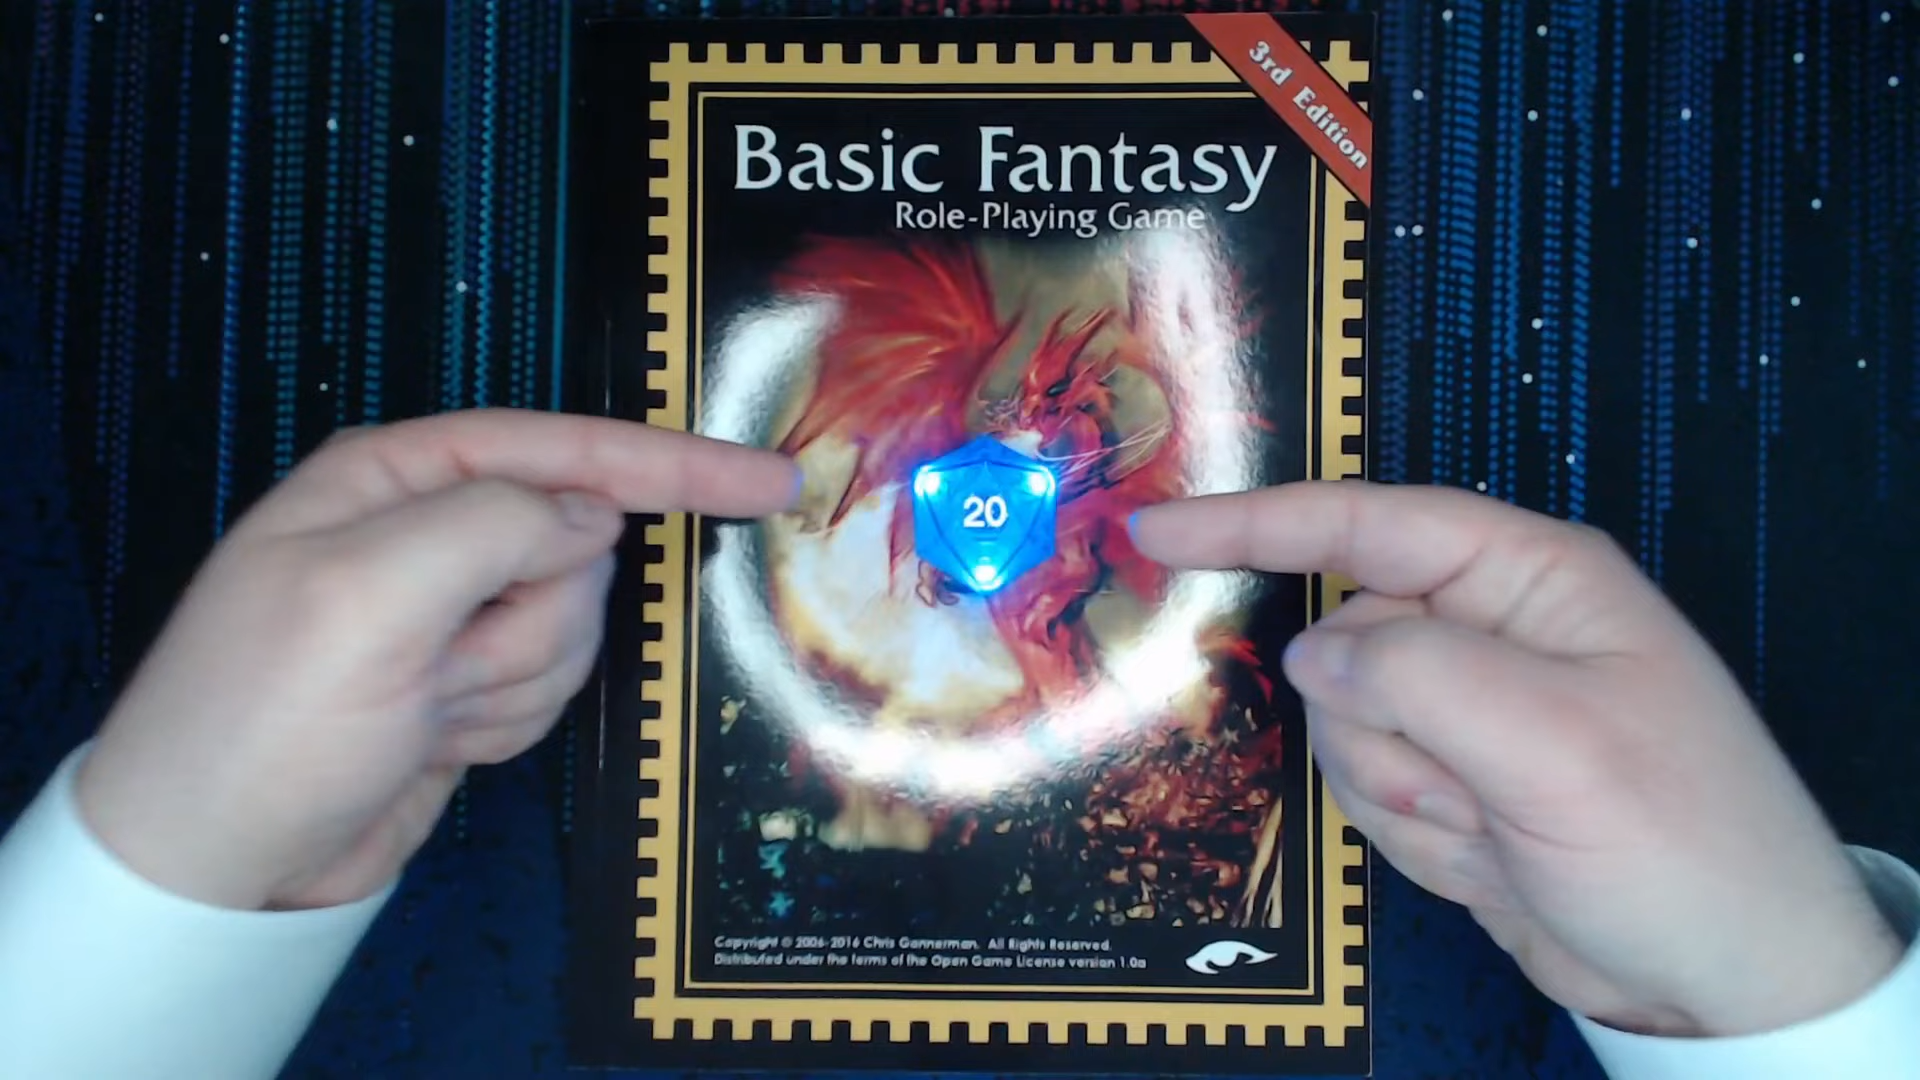 3rd Edition
Basic Fantasy
Role-Playing Game
20
Copyright © 2006-2016 Chris Gonnerman. All Rights Reserved.
Distributed under the terms of the Open Game License version 1.0a